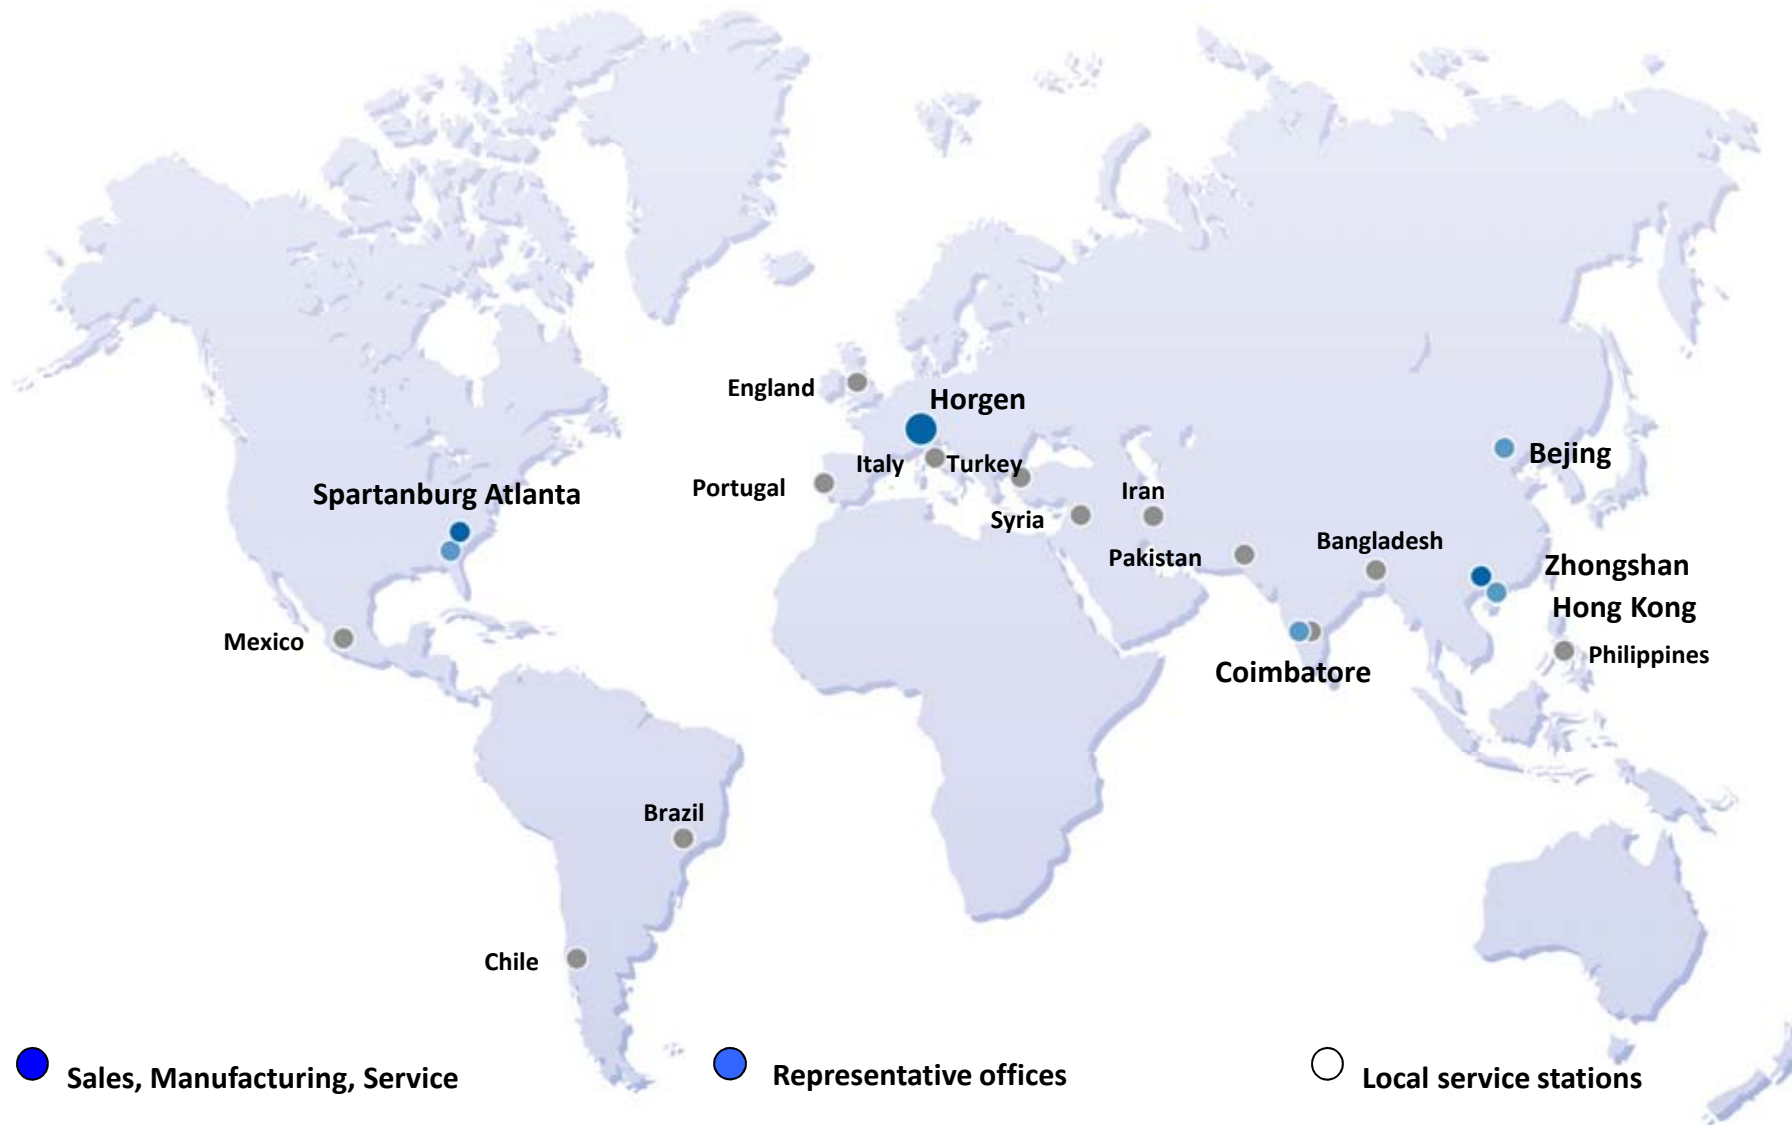 England
Horgen
Italy
Turkey
Portugal
Bejing
Spartanburg Atlanta
Iran
Syria
Bangladesh
Pakistan
Zhongshan
Hong Kong
Mexico
Philippines
Coimbatore
Brazil
Chile
Sales, Manufacturing, Service
Representative offices
Local service stations